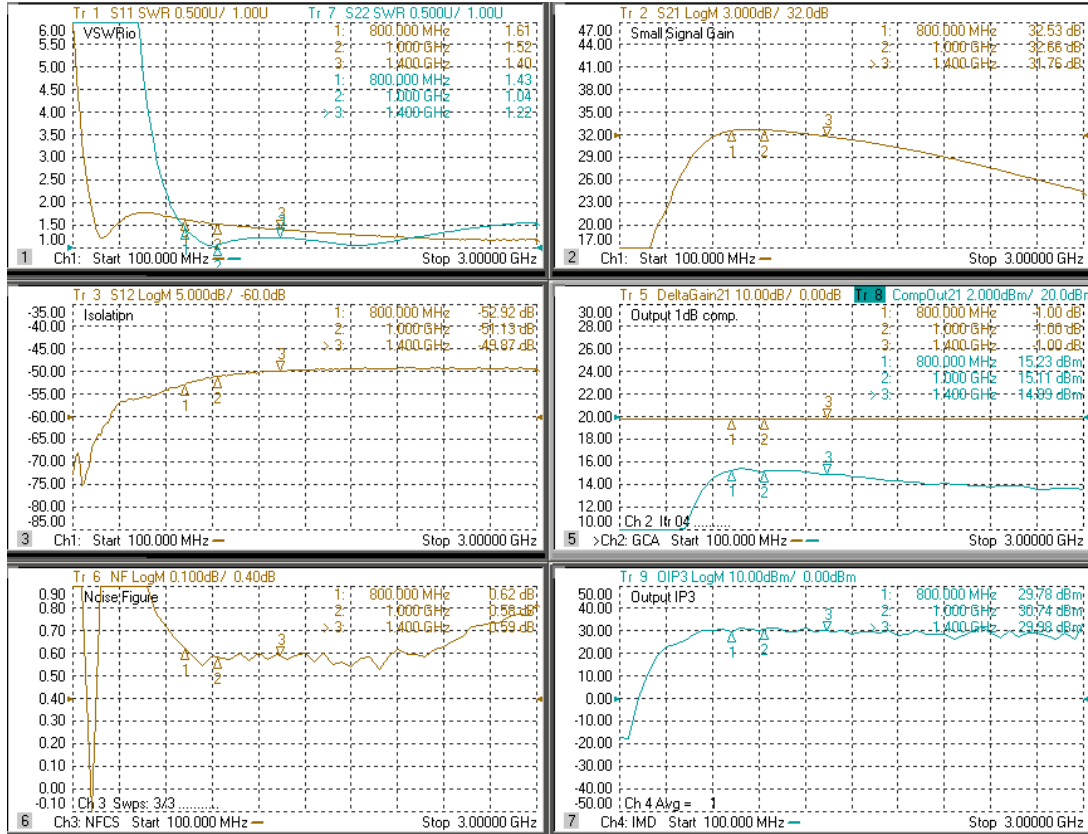 Tr 1 S11 SWR 0.500U/ 1.00U Tr 7 S22 SWR 0.500U/ 1.00U
6.00
VSWRio
5.00
4.50
4.00
3.50
3.00
2.50
2.00
1.50
1.00
1: 800.000 MHz 1.61
2: 1.000 GHz 1.52
3: 1.400 GHz 1.40
1: 800.000 MHz 1.43
2: 1.000 GHz 1.04
> 3: 1.400 GHz 1.22
3
1
2
1 Ch1: Start 100.000 MHz Stop 3.00000 GHz
Tr 2 S21 LogM 3.000dB/ 32.0dB
47.00
Small Signal Gain
44.00
41.00
38.00
35.00
32.00
29.00
26.00
23.00
20.00
17.00
1: 800.000 MHz 32.53 dB
2: 1.000 GHz 32.66 dB
> 3: 1.400 GHz 31.76 dB
3
1 2
2 Ch1: Start 100.000 MHz Stop 3.00000 GHz
Tr 3 S12 LogM 5.000dB/ -60.0dB
-35.00
Isolation
-40.00
-45.00
-50.00
-55.00
-60.00
-65.00
-70.00
-75.00
-80.00
-85.00
1: 800.000 MHz -52.92 dB
2: 1.000 GHz -51.13 dB
> 3: 1.400 GHz -49.87 dB
3
1 2
3 Ch1: Start 100.000 MHz Stop 3.00000 GHz
Tr 5 DeltaGain21 10.00dB/ 0.00dB Tr 8 CompOut21 2.000dBm/ 20.0dBm
30.00
Output 1dB comp.
28.00
26.00
24.00
22.00
20.00
18.00
16.00
14.00
12.00
10.00
1: 800.000 MHz -1.00 dB
2: 1.000 GHz -1.00 dB
3: 1.400 GHz -1.00 dB
1: 800.000 MHz 15.23 dBm
2: 1.000 GHz 15.11 dBm
> 3: 1.400 GHz 14.89 dBm
3
1 2
3
1 2
Ch 2 Itr 04 ..........
5 >Ch2: GCA Start 100.000 MHz Stop 3.00000 GHz
Tr 6 NF LogM 0.100dB/ 0.40dB
0.90
Noise Figure
0.80
0.70
0.60
0.50
0.40
0.30
0.20
0.10
0.00
-0.10
1: 800.000 MHz 0.62 dB
2: 1.000 GHz 0.58 dB
> 3: 1.400 GHz 0.59 dB
3
1 2
Ch 3 Swps: 3/3 ..........
6 Ch3: NFCS Start 100.000 MHz Stop 3.00000 GHz
Tr 9 OIP3 LogM 10.00dBm/ 0.00dBm
50.00
Output IP3
40.00
30.00
20.00
10.00
0.00
-10.00
-20.00
-30.00
-40.00
-50.00
1: 800.000 MHz 29.78 dBm
2: 1.000 GHz 30.74 dBm
> 3: 1.400 GHz 29.98 dBm
3
1 2
Ch 4 Avg = 1
7 Ch4: IMD Start 100.000 MHz Stop 3.00000 GHz